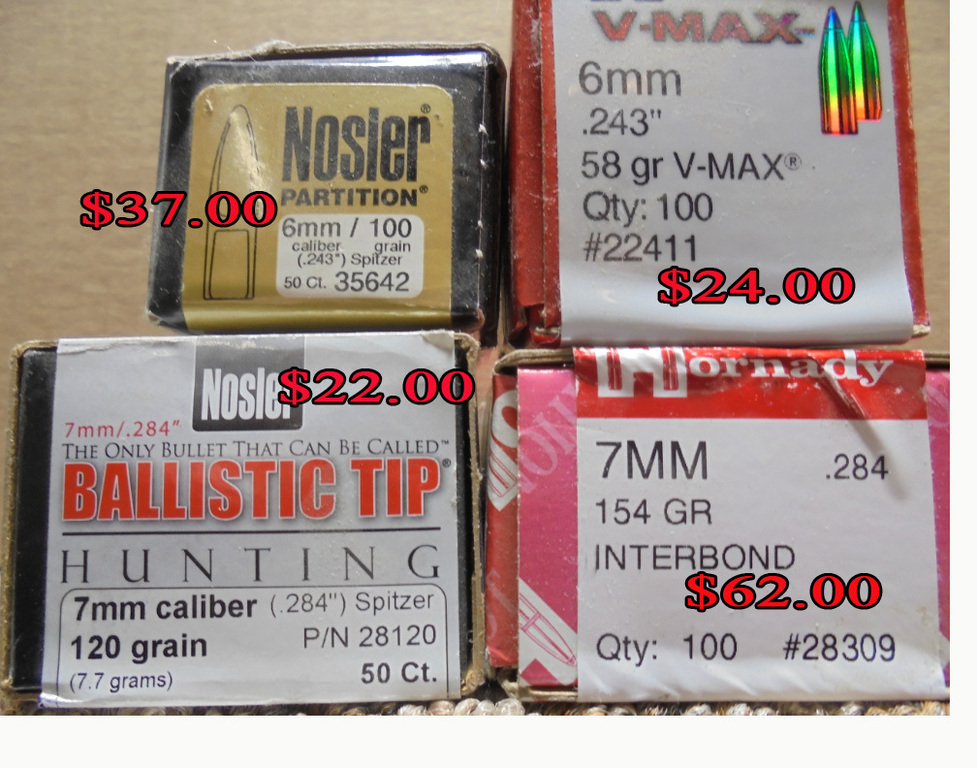 Nosler®
PARTITION®
6mm / 100
caliber grain
(.243") Spitzer
50 Ct. 35642
$37.00
V-MAX
6mm
.243"
58 gr V-MAX®
Qty: 100
#22411
$24.00
Nosler
$22.00
7mm/.284"
THE ONLY BULLET THAT CAN BE CALLED™
BALLISTIC TIP®
HUNTING
7mm caliber (.284") Spitzer
120 grain P/N 28120
(7.7 grams) 50 Ct.
Hornady
7MM .284
154 GR
INTERBOND
$62.00
Qty: 100 #28309